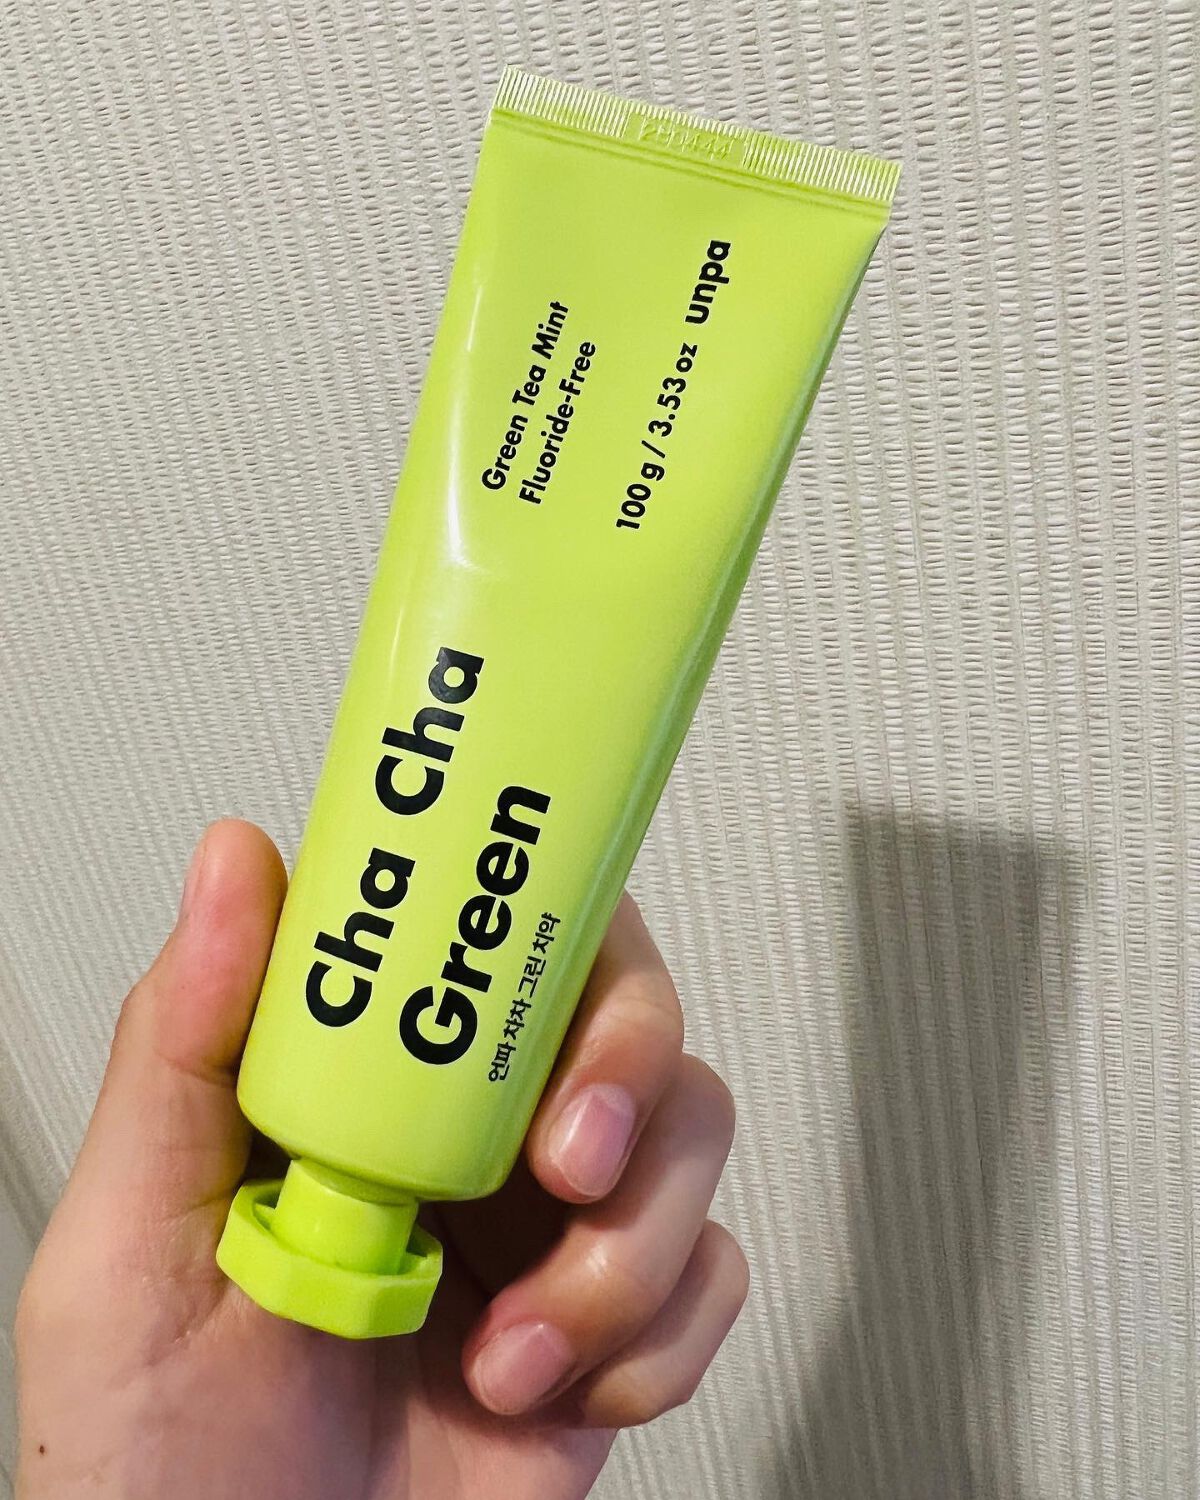 Cha Cha
Green
언파 차차 그린 치약
Green Tea Mint
Fluoride-Free
100 g / 3.53 oz unpa